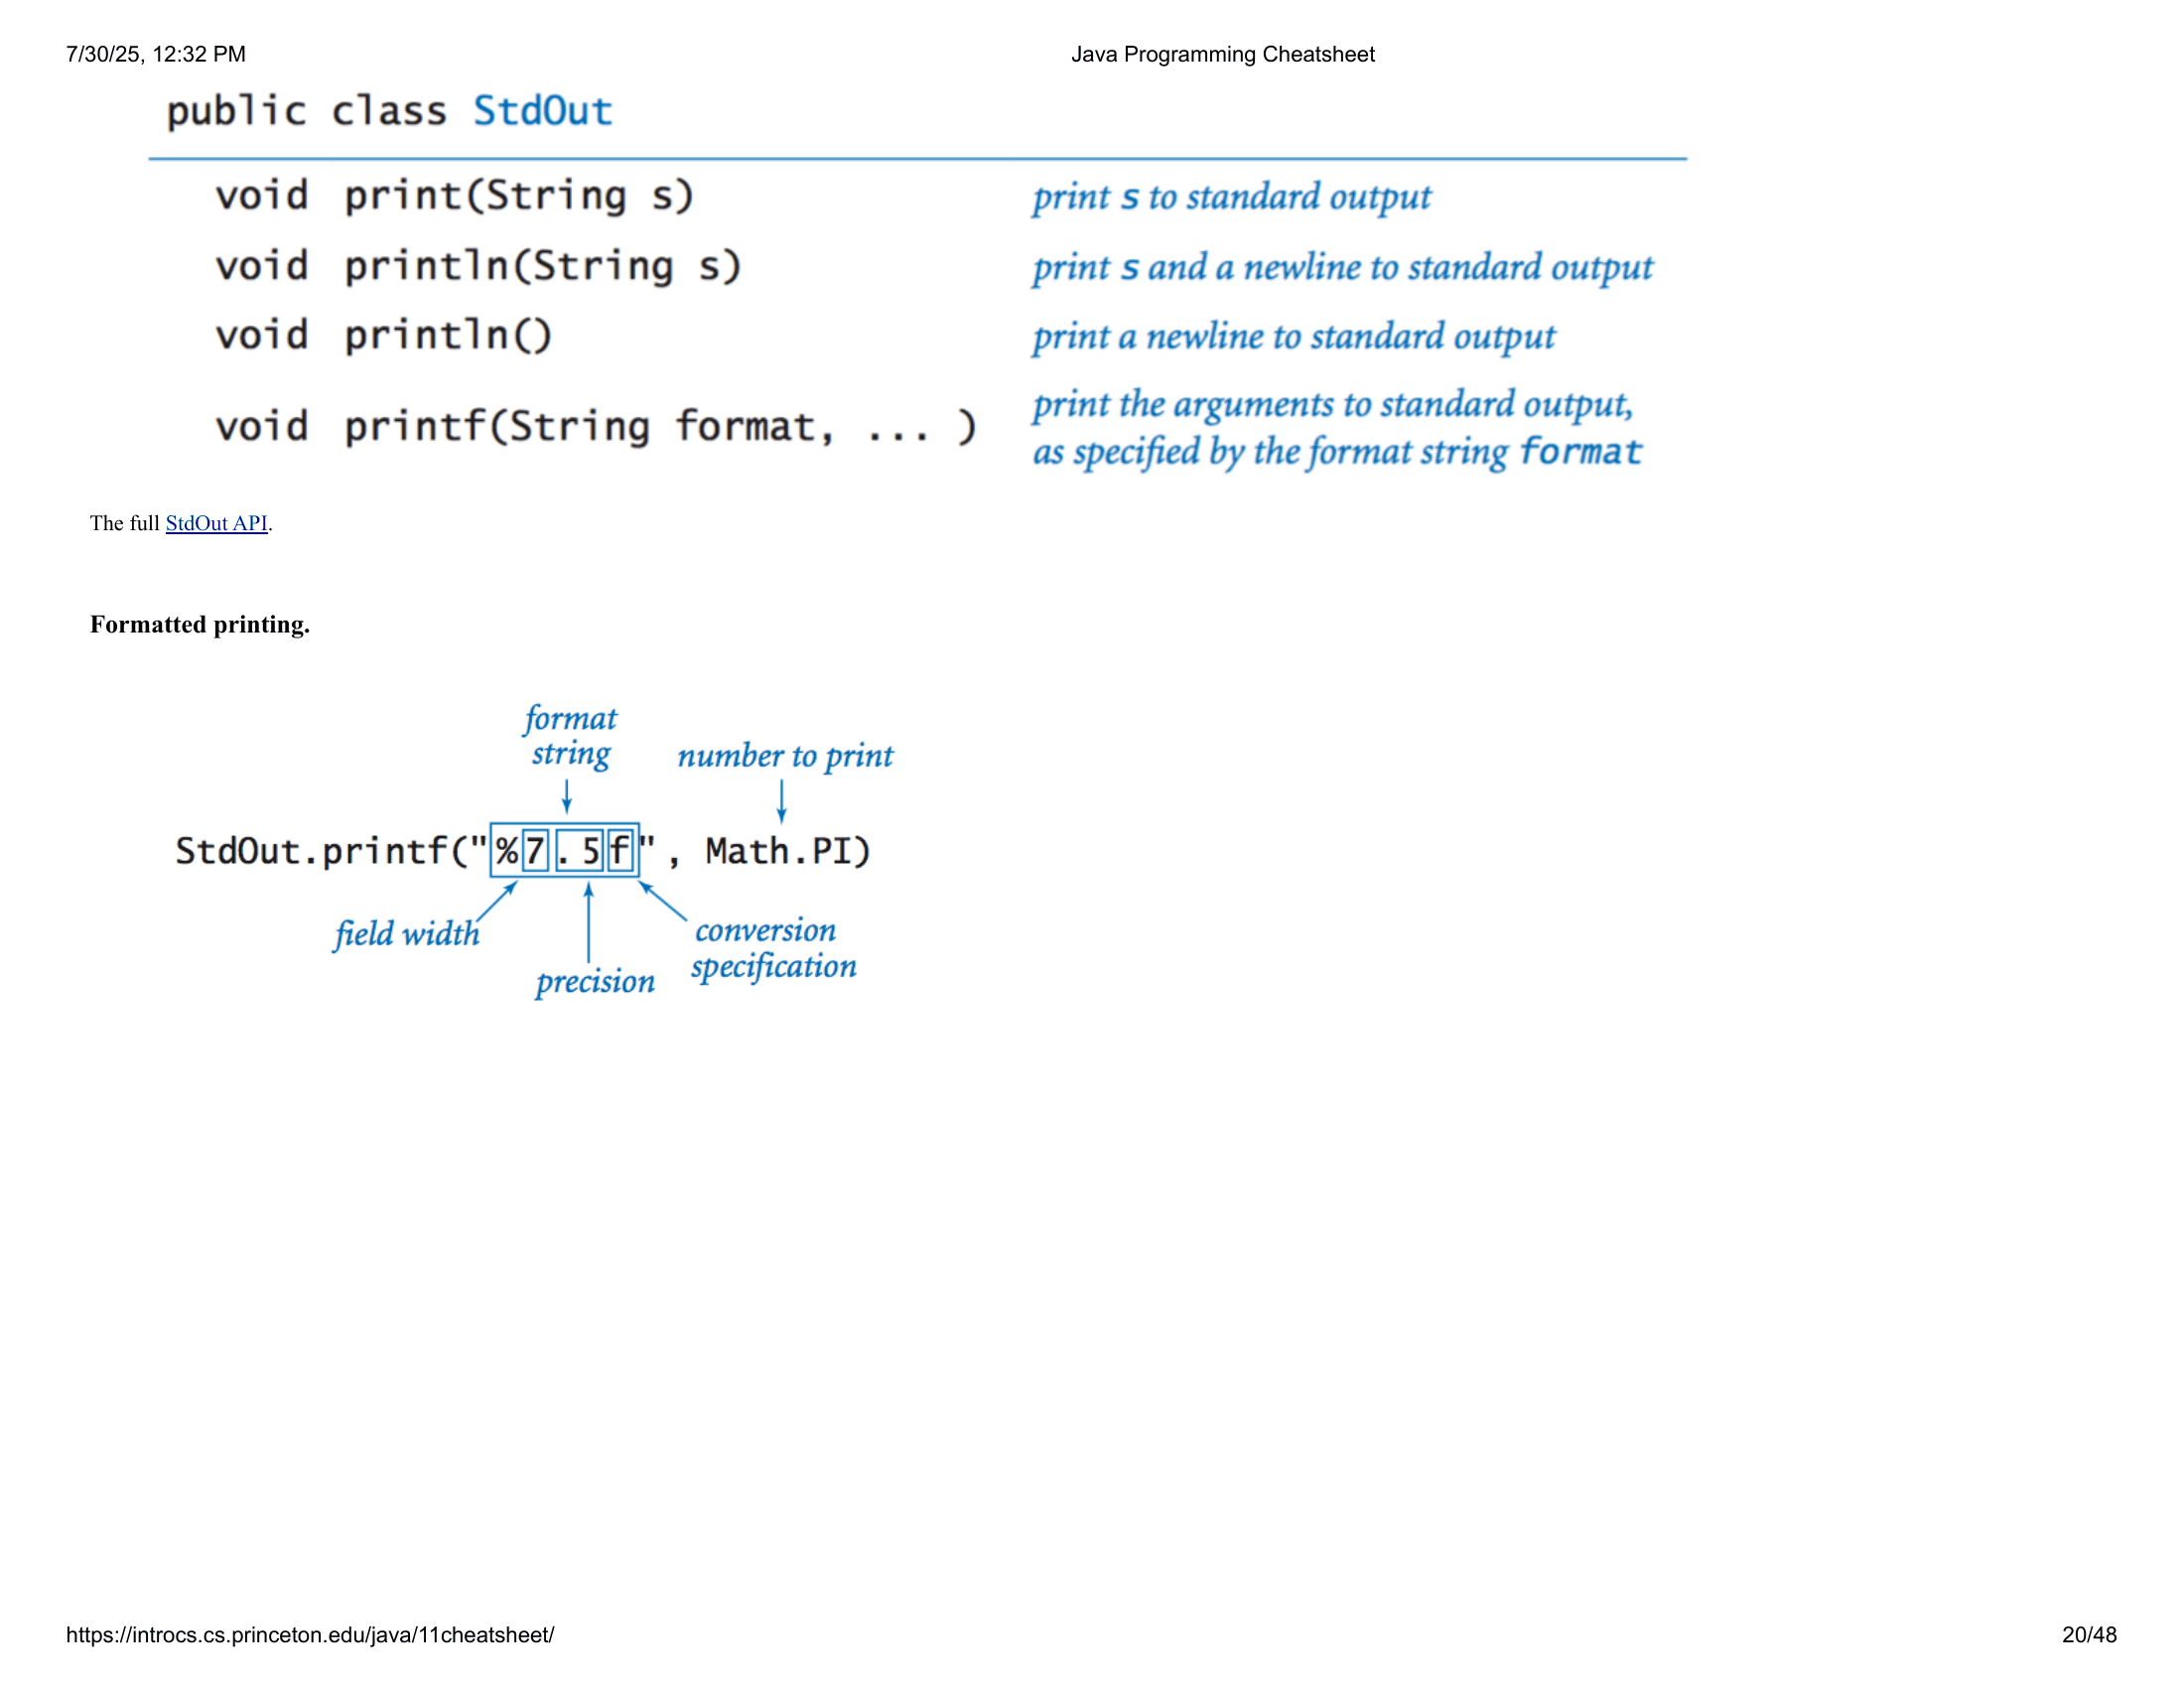 7/30/25, 12:32 PM Java Programming Cheatsheet
public class StdOut
void print(String s) print s to standard output
void println(String s) print s and a newline to standard output
void println() print a newline to standard output
void printf(String format, ... ) print the arguments to standard output,
as specified by the format string format
The full StdOut API.
Formatted printing.
format
string
number to print
StdOut.printf("%7.5f", Math.PI)
field width
precision
conversion
specification
https://introcs.cs.princeton.edu/java/11cheatsheet/ 20/48